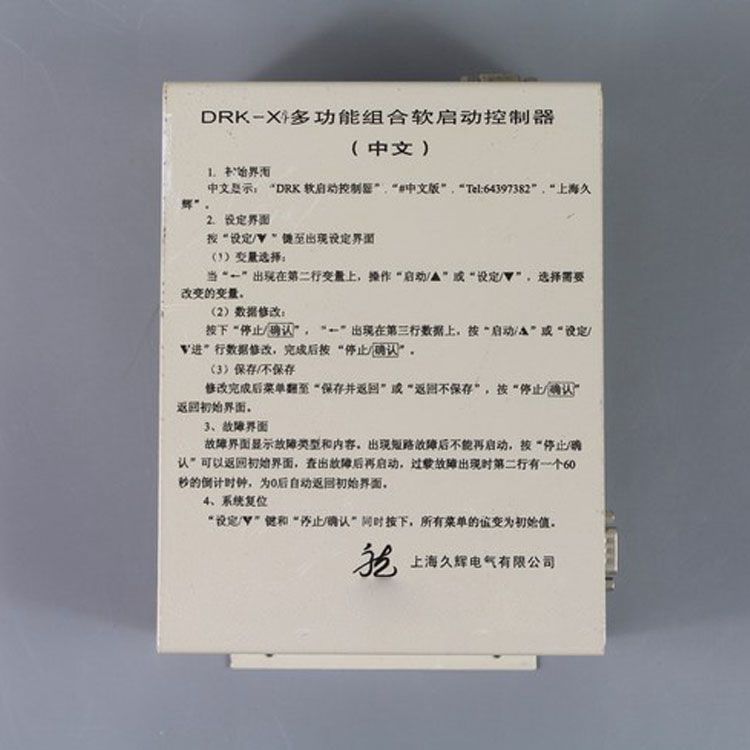 DRK-X多功能组合软启动控制器
(中文)
1. 初始界面
中文显示: “DRK 软启动控制器”. “#中文版”. “Tel:64397382”. “上海久
辉”。
2. 设定界面
按“设定/▼”键至出现设定界面
(1) 变量选择:
当“←”出现在第二行变量上, 操作“启动/▲”或“设定/▼”, 选择需要
改变的变量。
(2) 数据修改:
按下“停止/确认”, “←”出现在第三行数据上, 按“启动/▲”或“设定/
▼进”行数据修改, 完成后按“停止/确认”。
(3) 保存/不保存
修改完成后菜单翻至“保存并返回”或“返回不保存”, 按“停止/确认”
返回初始界面。
3、故障界面
故障界面显示故障类型和内容。出现短路故障后不能再启动, 按“停止/确
认”可以返回初始界面, 查出故障后再启动, 过载故障出现时第二行有一个60
秒的倒计时钟, 为0后自动返回初始界面。
4、系统复位
“设定/▼”键和“停止/确认”同时按下, 所有菜单的值变为初始值。
上海久辉电气有限公司